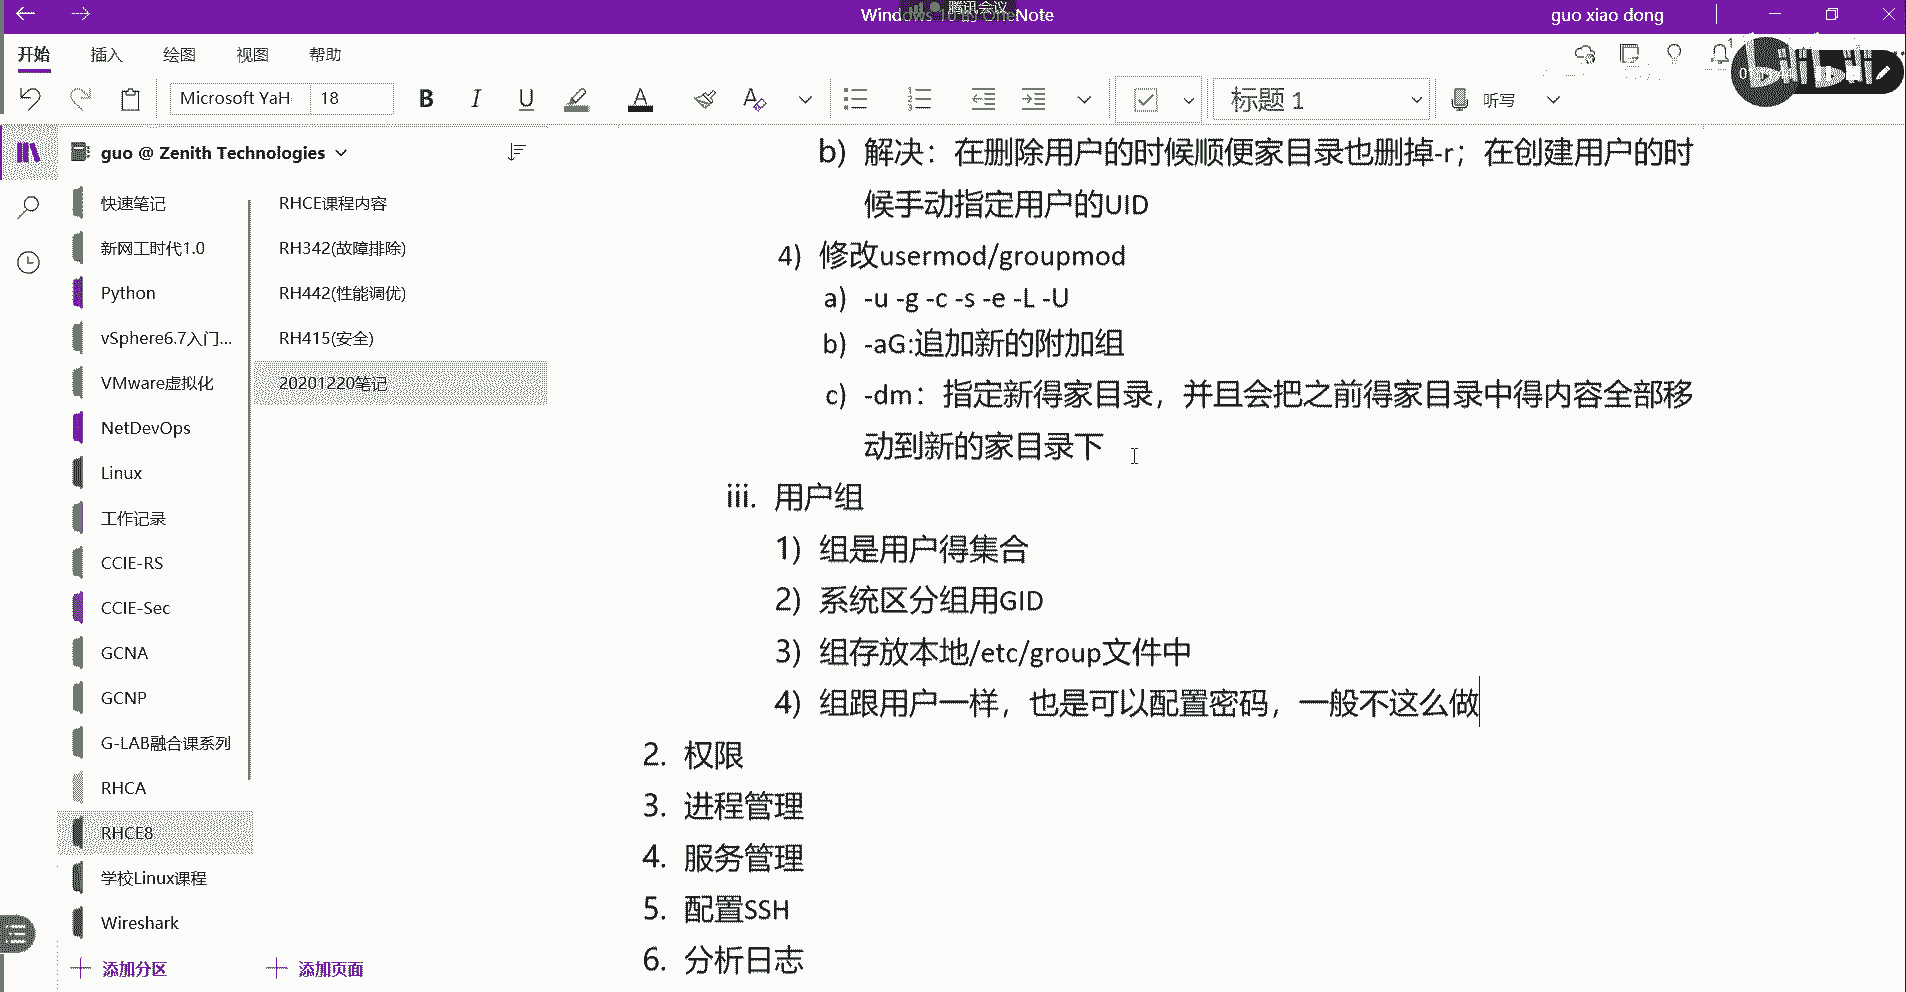 腾讯会议
Windows 10 的 OneNote
guo xiao dong
开始 插入 绘图 视图 帮助
Microsoft YaH 18 B I U A 标题 1 听写
guo @ Zenith Technologies
快速笔记
新网工时代1.0
Python
vSphere6.7入门...
VMware虚拟化
NetDevOps
Linux
工作记录
CCIE-RS
CCIE-Sec
GCNA
GCNP
G-LAB融合课系列
RHCA
RHCE8
学校Linux课程
Wireshark
添加分区
RHCE课程内容
RH342(故障排除)
RH442(性能调优)
RH415(安全)
20201220笔记
添加页面
b) 解决：在删除用户的时候顺便家目录也删掉-r；在创建用户的时
候手动指定用户的UID
4) 修改usermod/groupmod
a) -u -g -c -s -e -L -U
b) -aG:追加新的附加组
c) -dm：指定新得家目录，并且会把之前得家目录中得内容全部移
动到新的家目录下
iii. 用户组
1) 组是用户得集合
2) 系统区分组用GID
3) 组存放本地/etc/group文件中
4) 组跟用户一样，也是可以配置密码，一般不这么做
2. 权限
3. 进程管理
4. 服务管理
5. 配置SSH
6. 分析日志